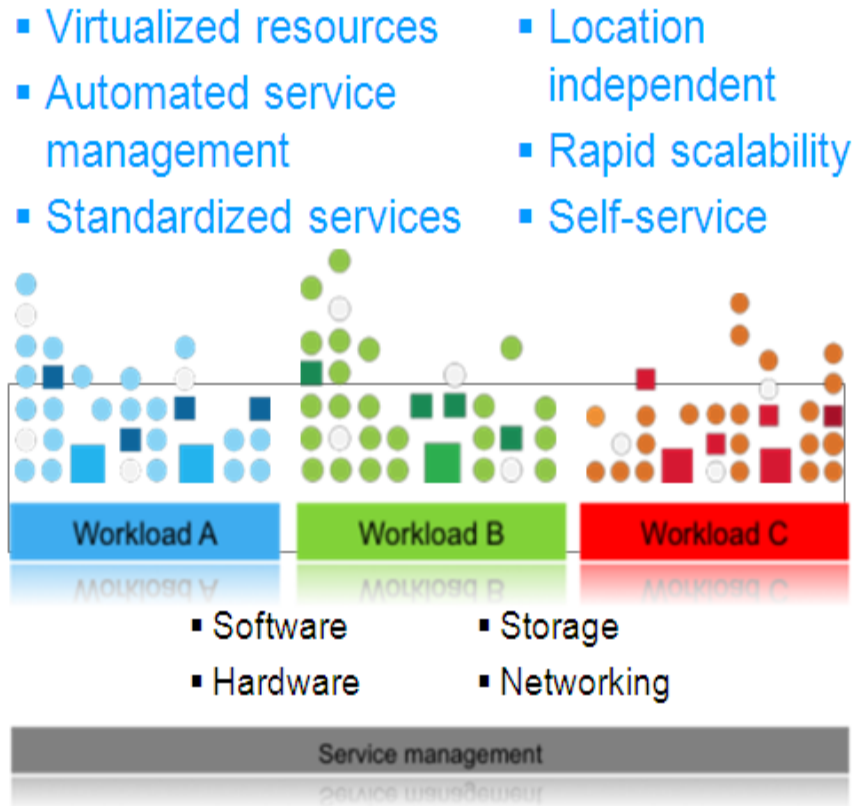 ▪ Virtualized resources
▪ Automated service
management
▪ Standardized services
▪ Location
independent
▪ Rapid scalability
▪ Self-service
Workload A
Workload B
Workload C
▪ Software
▪ Hardware
▪ Storage
▪ Networking
Service management